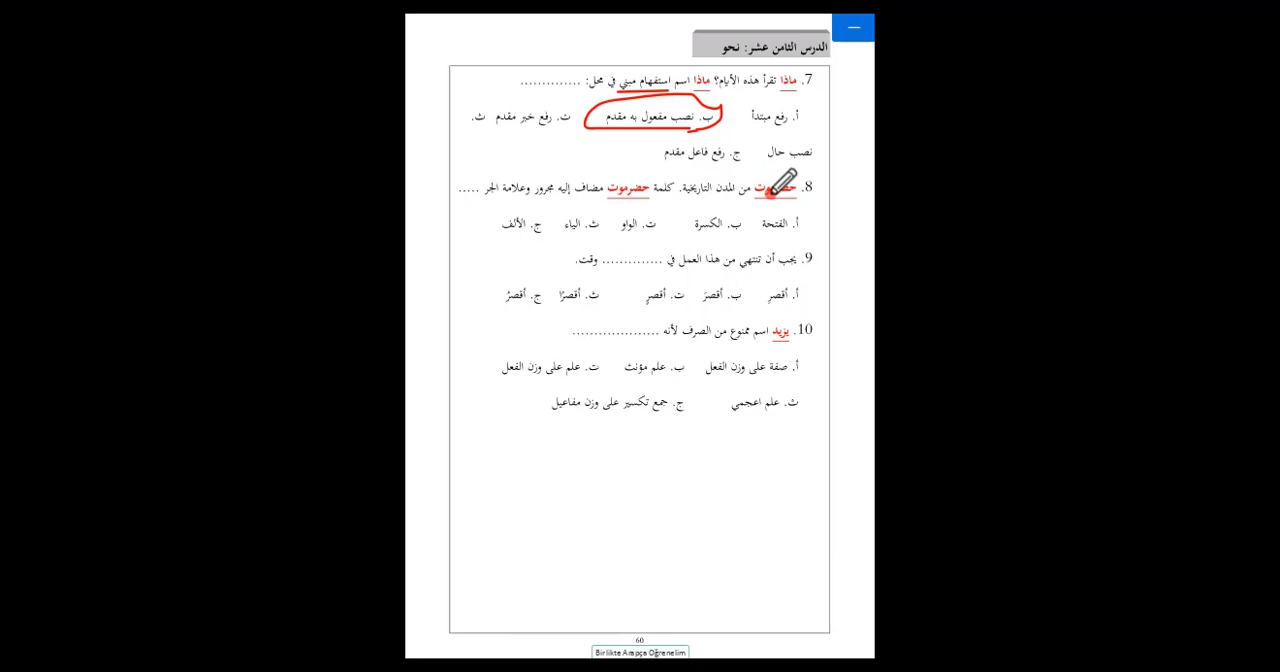 الدرس الثامن عشر: نحو
7. ماذا تقرأ هذه الأيام؟ ماذا اسم استفهام مبني في محل: ..............
أ. رفع مبتدأ ب. نصب مفعول به مقدم ت. رفع خبر مقدم ث.
نصب حال ج. رفع فاعل مقدم
8. حضرموت من المدن التاريخية. كلمة حضرموت مضاف إليه مجرور وعلامة الجر .....
أ. الفتحة ب. الكسرة ت. الواو ث. الياء ج. الألف
9. يجب أن تنتهي من هذا العمل في .............. وقت.
أ. أقصرِ ب. أقصرَ ت. أقصرٍ ث. أقصرًا ج. أقصرُ
10. يزيد اسم ممنوع من الصرف لأنه ....................
أ. صفة على وزن الفعل ب. علم مؤنث ت. علم على وزن الفعل
ث. علم اعجمي ج. جمع تكسير على وزن مفاعيل
60
Birlikte Arapça Öğrenelim